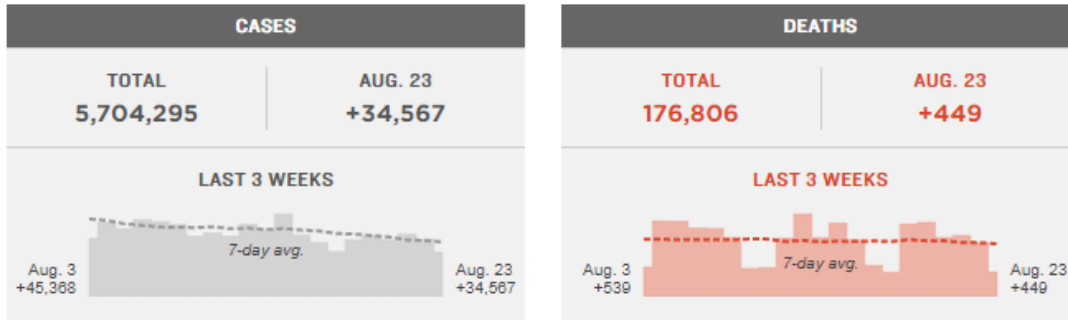 CASES
TOTAL
5,704,295
AUG. 23
+34,567
LAST 3 WEEKS
7-day avg.
Aug. 3
+45,368
Aug. 23
+34,567
DEATHS
TOTAL
176,806
AUG. 23
+449
LAST 3 WEEKS
7-day avg.
Aug. 3
+539
Aug. 23
+449